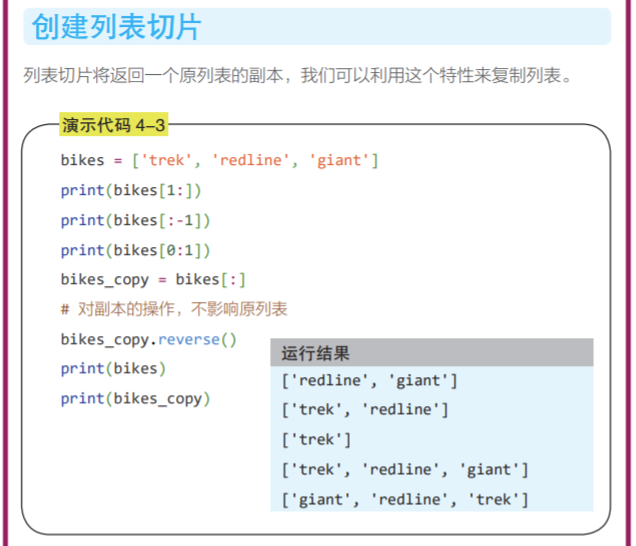 创建列表切片
列表切片将返回一个原列表的副本，我们可以利用这个特性来复制列表。
演示代码 4–3
bikes = ['trek', 'redline', 'giant']
print(bikes[1:])
print(bikes[:-1])
print(bikes[0:1])
bikes_copy = bikes[:]
# 对副本的操作，不影响原列表
bikes_copy.reverse()
print(bikes)
print(bikes_copy)
运行结果
['redline', 'giant']
['trek', 'redline']
['trek']
['trek', 'redline', 'giant']
['giant', 'redline', 'trek']